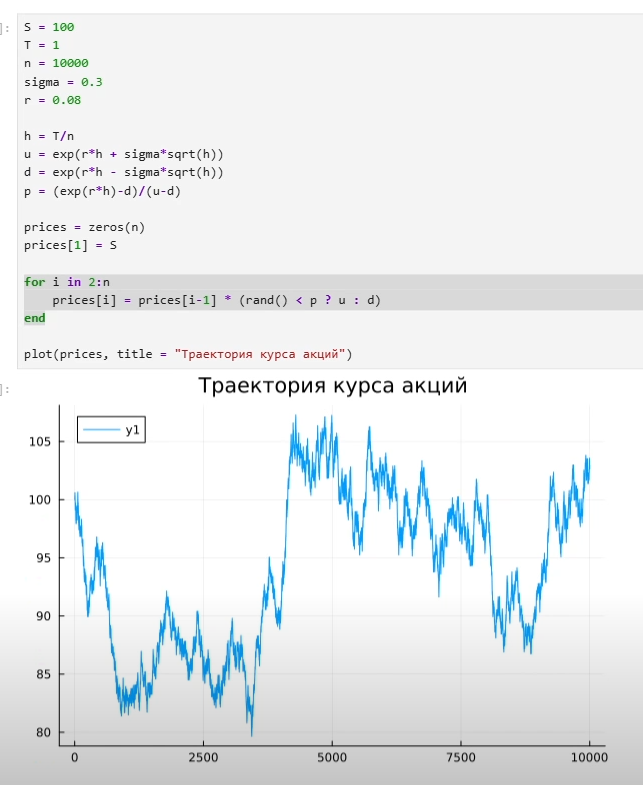 ]:
S = 100
T = 1
n = 10000
sigma = 0.3
r = 0.08
h = T/n
u = exp(r*h + sigma*sqrt(h))
d = exp(r*h - sigma*sqrt(h))
p = (exp(r*h)-d)/(u-d)
prices = zeros(n)
prices[1] = S
for i in 2:n
    prices[i] = prices[i-1] * (rand() < p ? u : d)
end
plot(prices, title = "Траектория курса акций")
]:
Траектория курса акций
y1
105
100
95
90
85
80
0 2500 5000 7500 10000